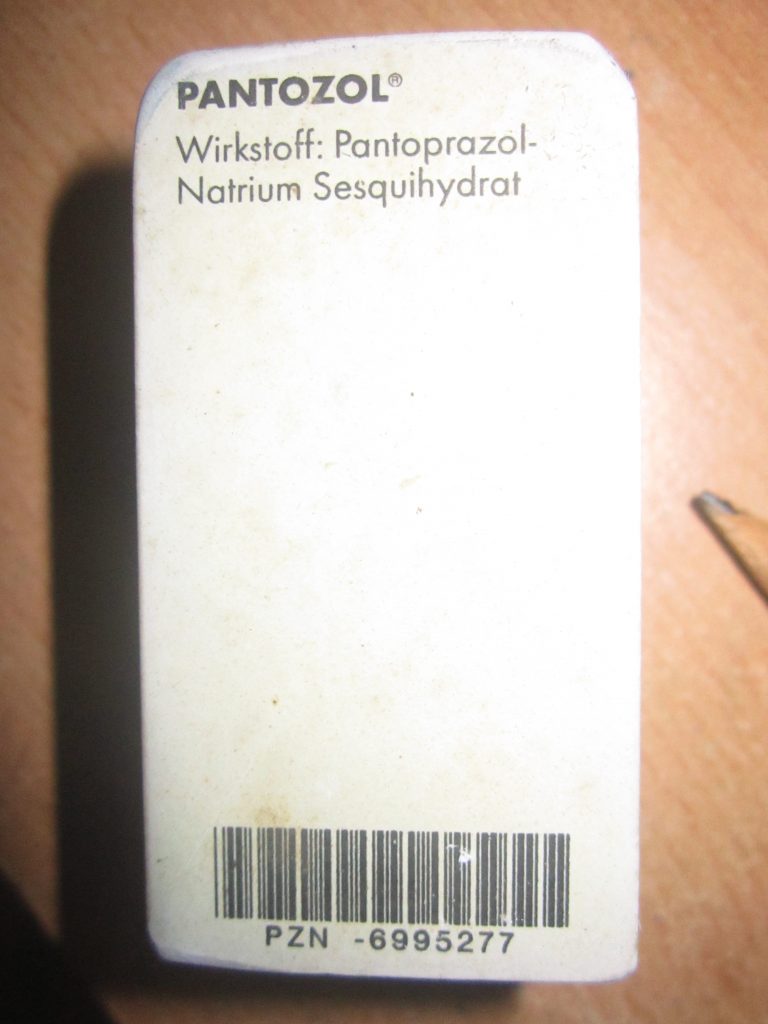 PANTOZOL®
Wirkstoff: Pantoprazol-
Natrium Sesquihydrat
PZN -6995277